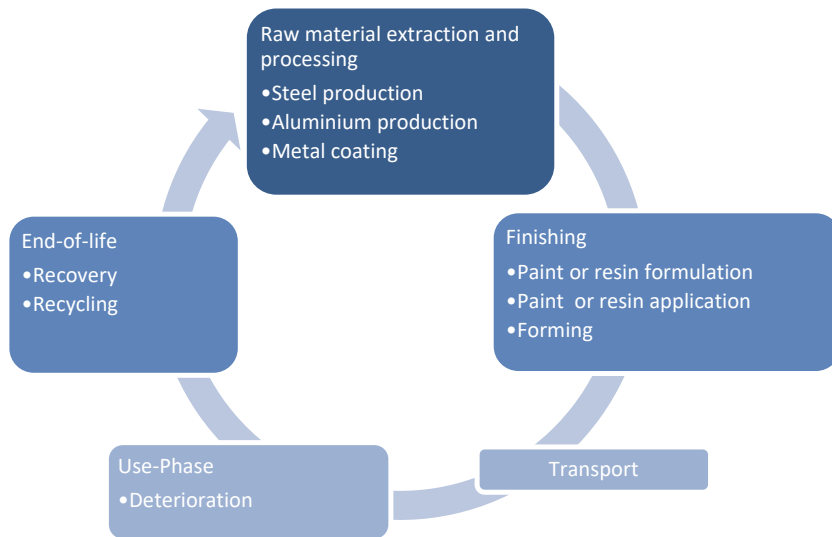 Raw material extraction and
processing
•Steel production
•Aluminium production
•Metal coating
Finishing
•Paint or resin formulation
•Paint or resin application
•Forming
Transport
Use-Phase
•Deterioration
End-of-life
•Recovery
•Recycling